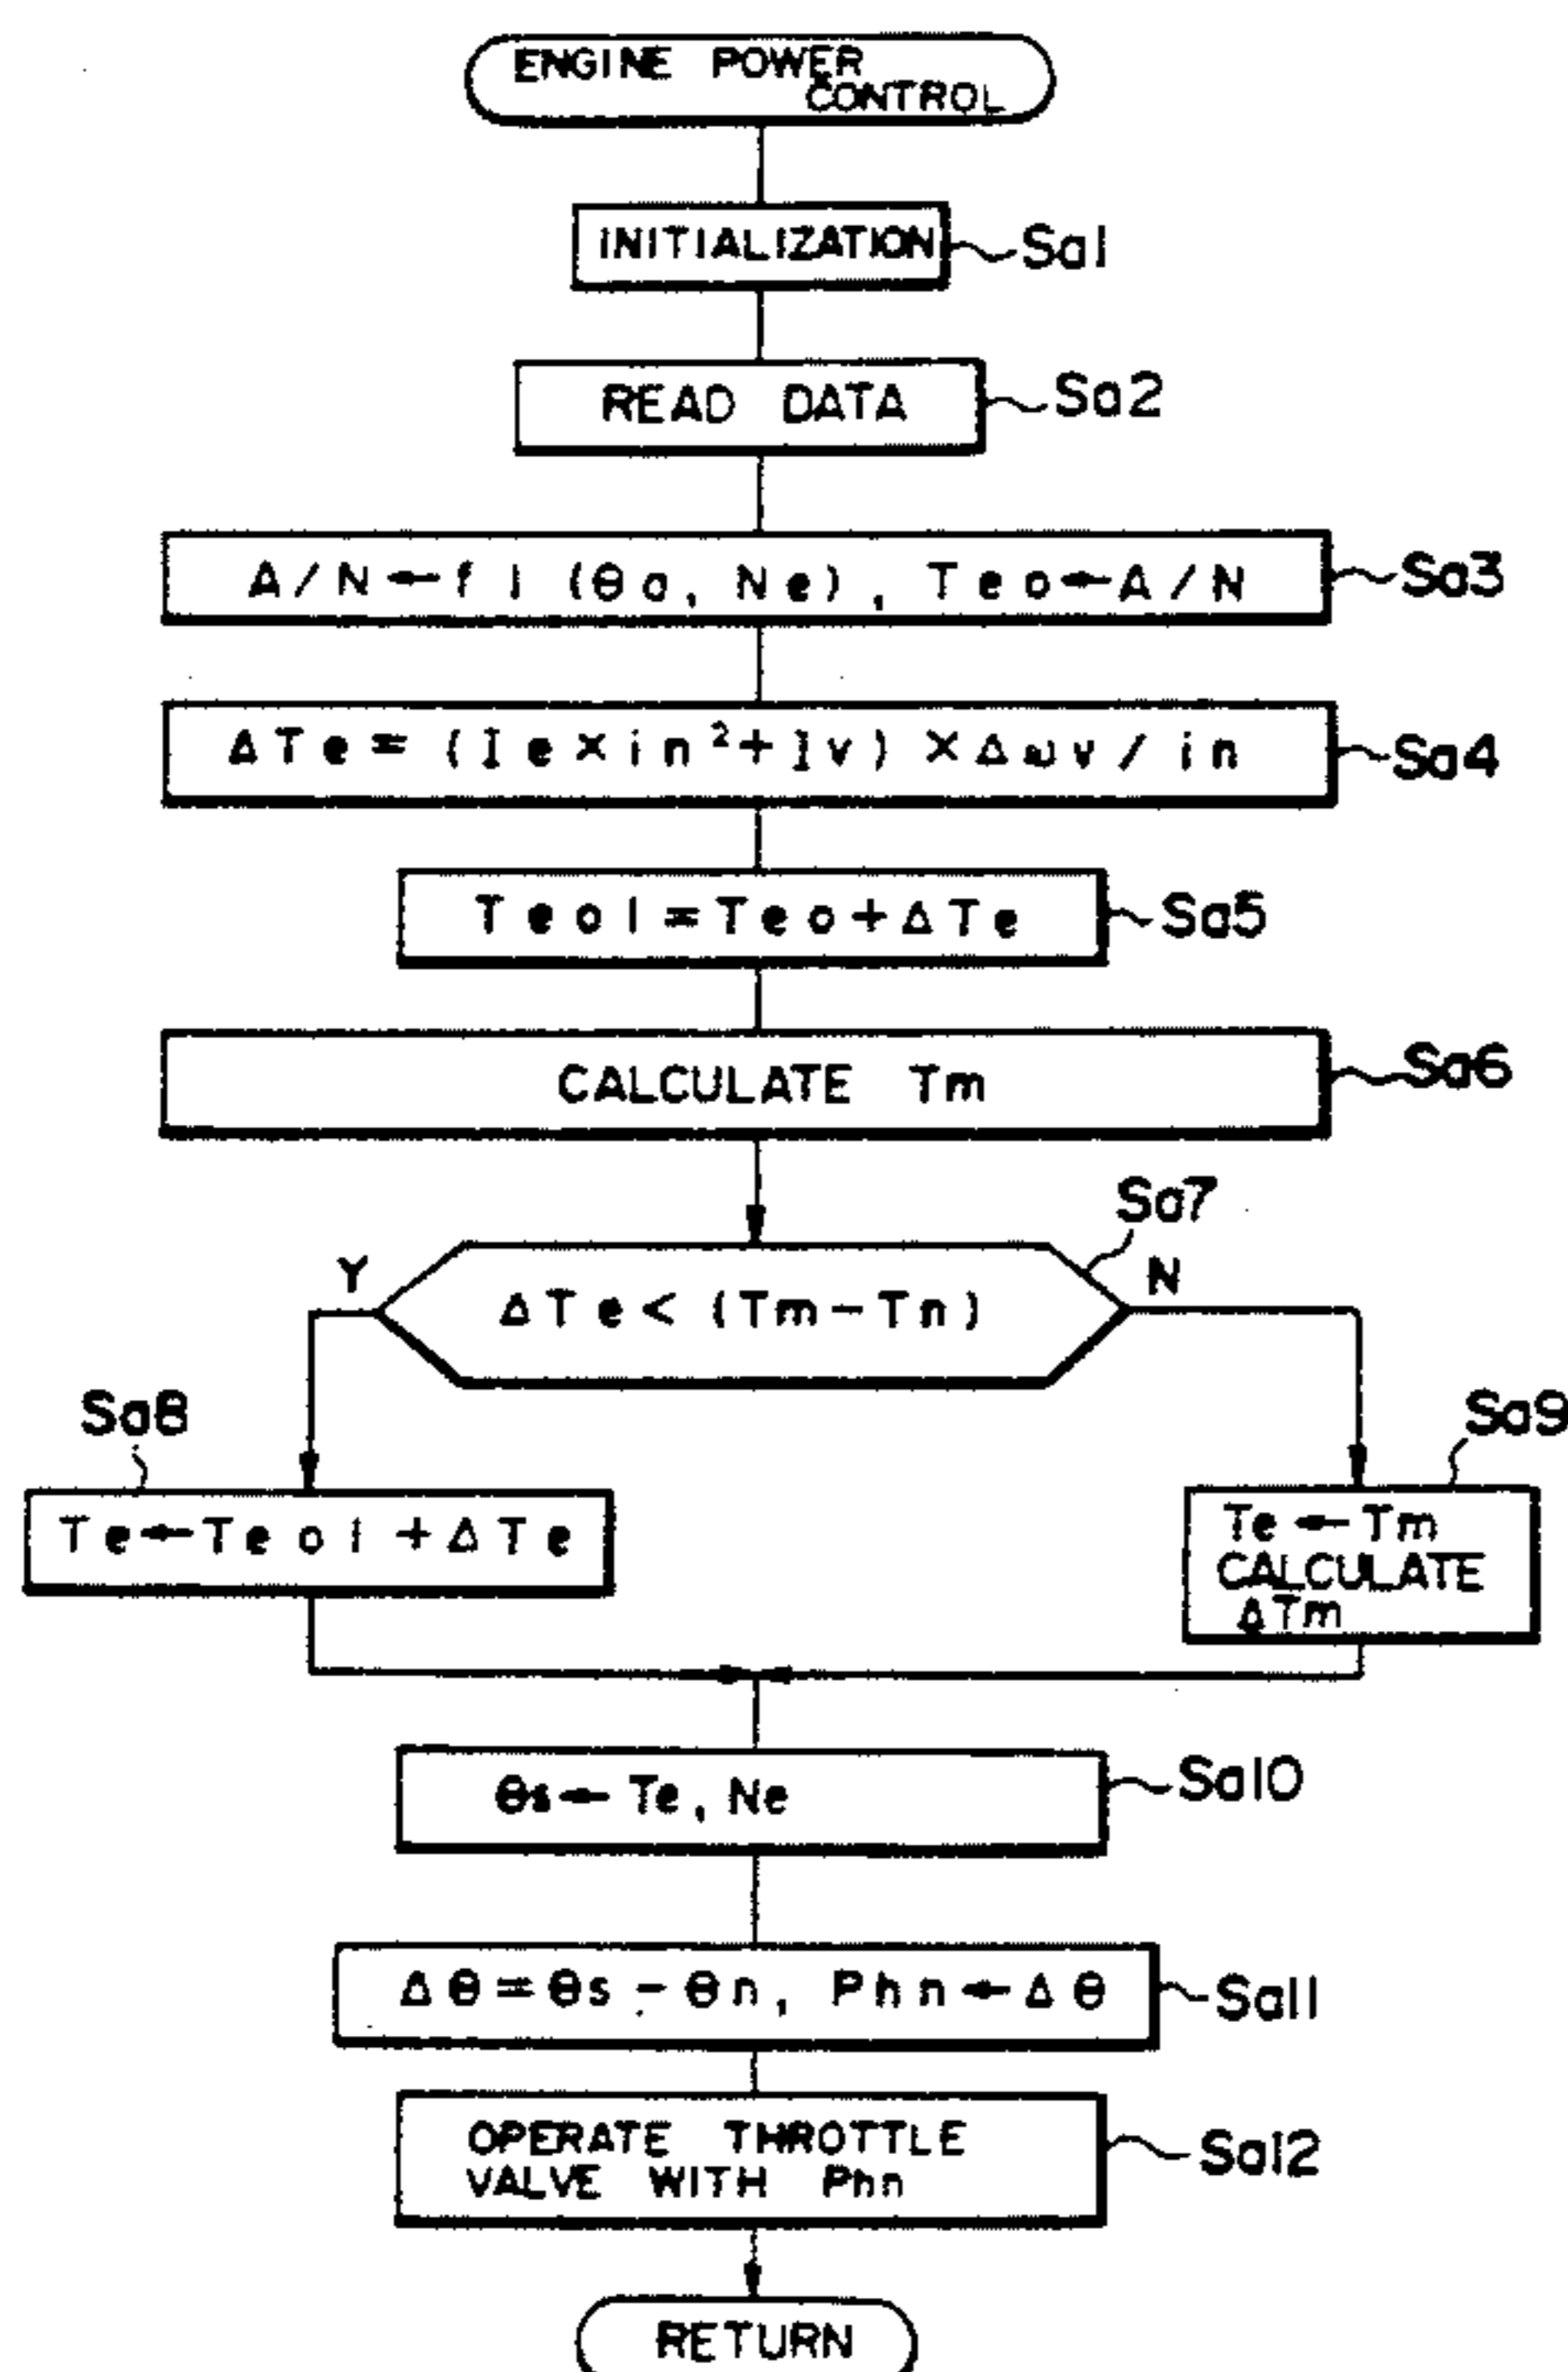 ENGINE POWER
CONTROL
INITIALIZATION
Sa1
READ DATA
Sa2
A/N←f1 (θa, Ne), Teo←A/N
Sa3
ΔTe=(Ie×in²+Iv)×Δωv/in
Sa4
Teo1=Teo+ΔTe
Sa5
CALCULATE Tm
Sa6
Sa7
Y
N
ΔTe<(Tm-Tn)
Sa8
Sa9
Te←Teo1+ΔTe
Te←Tm
CALCULATE
ΔTm
θs←Te, Ne
Sa10
Δθ=θs-θn, Phn←Δθ
Sa11
OPERATE THROTTLE
VALVE WITH Phn
Sa12
RETURN